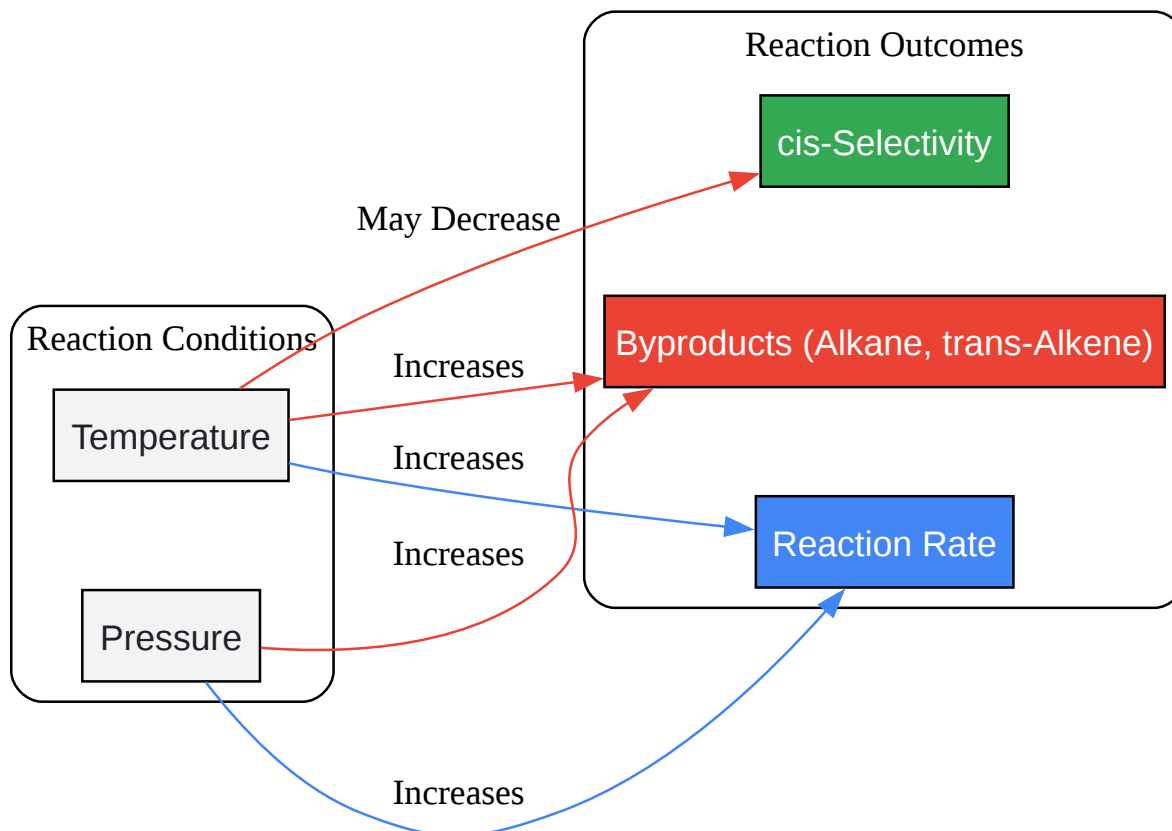 Reaction Outcomes
cis-Selectivity
May Decrease
Byproducts (Alkane, trans-Alkene)
Reaction Conditions
Increases
Temperature
Increases
Reaction Rate
Increases
Pressure
Increases